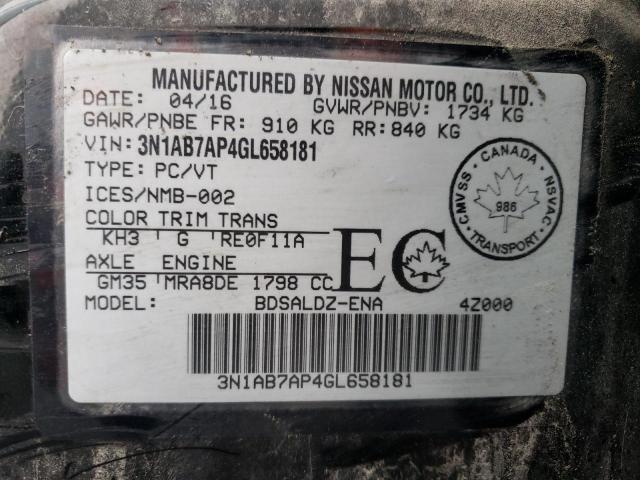 MANUFACTURED BY NISSAN MOTOR CO., LTD.
DATE: 04/16 GVWR/PNBV: 1734 KG
GAWR/PNBE FR: 910 KG RR: 840 KG
VIN: 3N1AB7AP4GL658181
TYPE: PC/VT
ICES/NMB-002
COLOR TRIM TRANS
KH3 G RE0F11A
AXLE ENGINE
GM35 MRA8DE 1798 CC
EC
MODEL: BDSALDZ-ENA 4Z000
3N1AB7AP4GL658181
CANADA
CMVSS
NSVAC
986
TRANSPORT